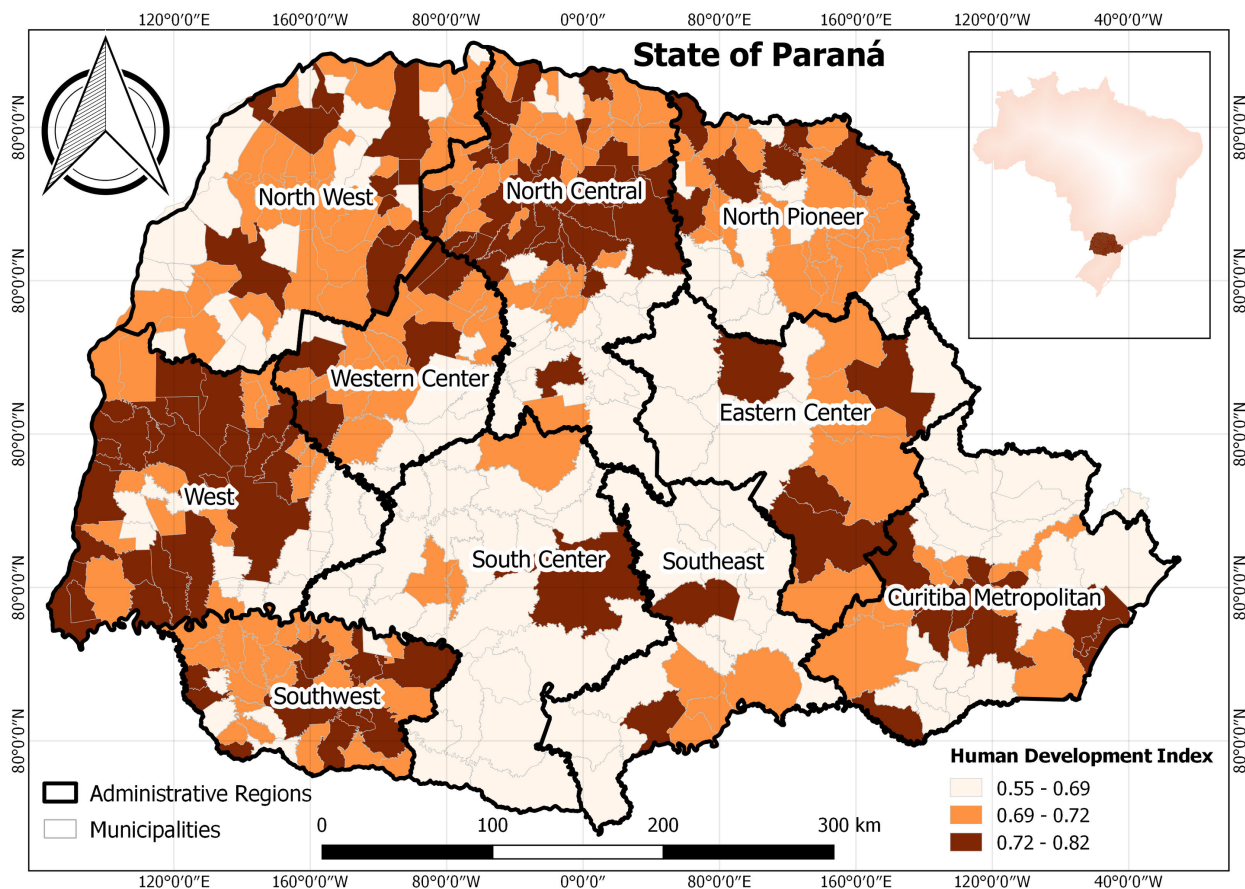 120°0'0"E 160°0'0"W 80°0'0"W 0°0'0" 80°0'0"W 160°0'0"W 120°0'0"W 40°0'0"W
State of Paraná
80°0'0"N 80°0'0"N
North West
North Central
North Pioneer
80°0'0"N 80°0'0"N
Western Center
Eastern Center
80°0'0"N 80°0'0"N
West
South Center
Southeast
80°0'0"N 80°0'0"N
Curitiba Metropolitan
Southwest
80°0'0"N 80°0'0"N
Human Development Index
0.55 - 0.69
0.69 - 0.72
0.72 - 0.82
Administrative Regions
Municipalities
0 100 200 300 km
120°0'0"E 160°0'0"W 80°0'0"W 0°0'0" 80°0'0"W 160°0'0"E 120°0'0"W 40°0'0"W